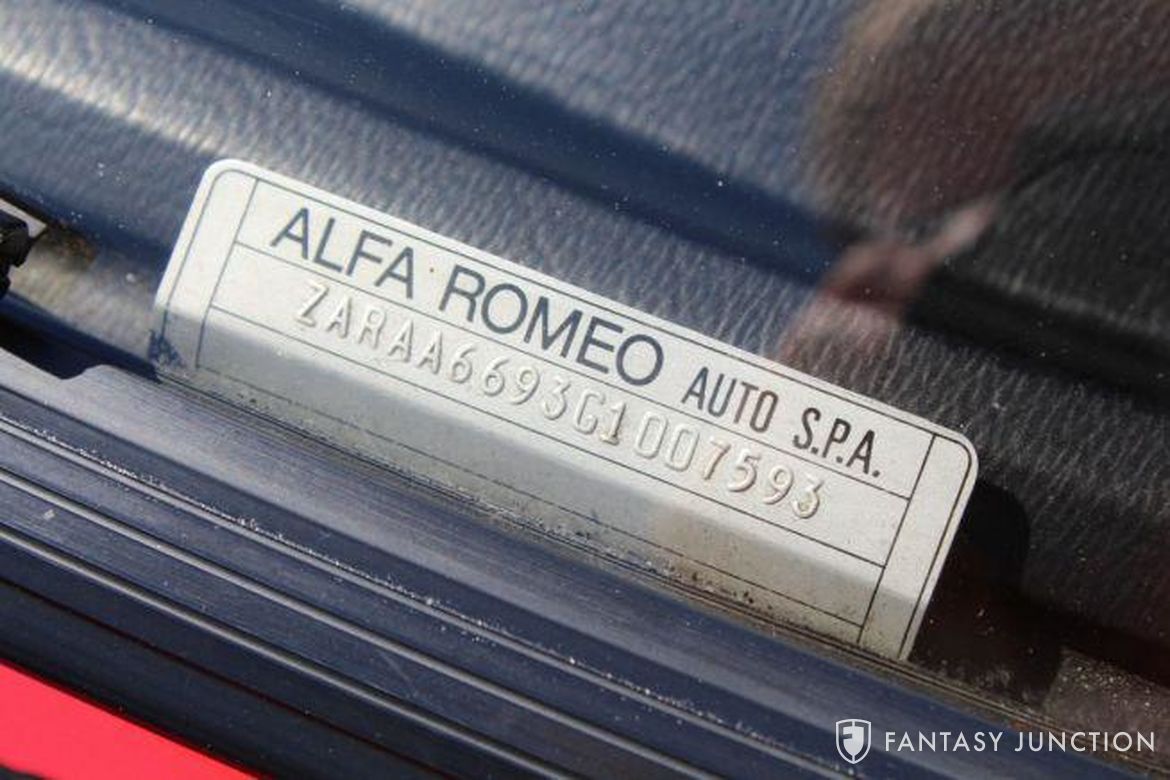 ALFA ROMEO AUTO S.P.A.
ZARAA6693G1007593
FANTASY JUNCTION